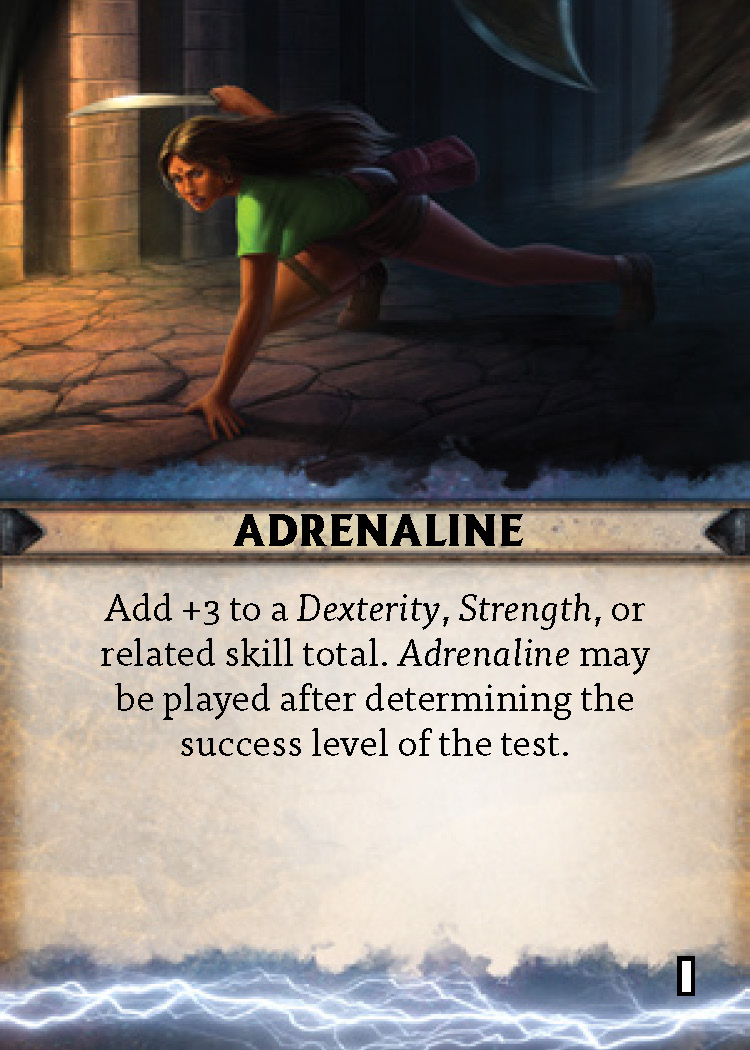 ADRENALINE
Add +3 to a Dexterity, Strength, or
related skill total. Adrenaline may
be played after determining the
success level of the test.
I